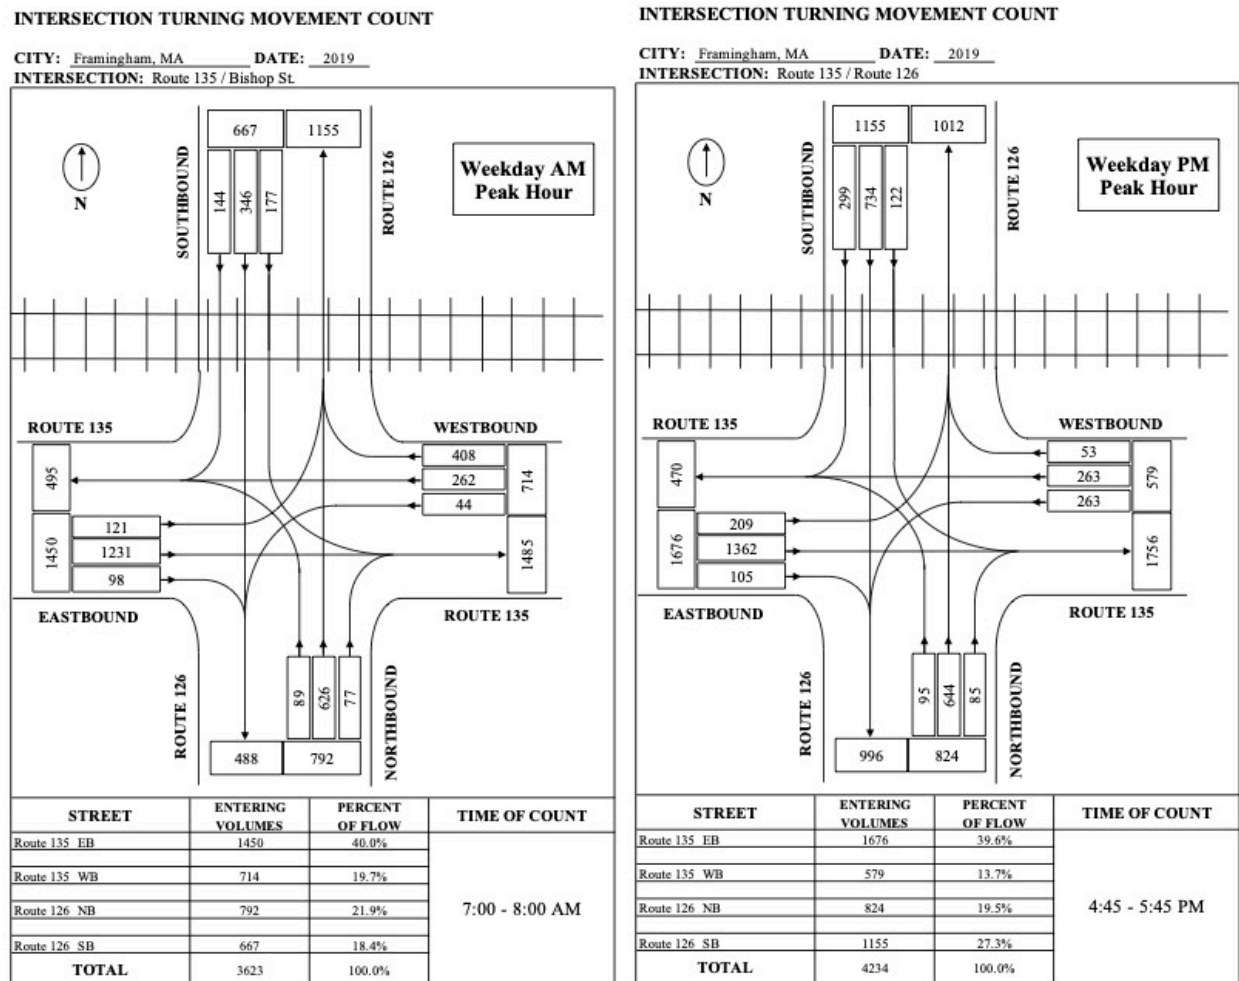 INTERSECTION TURNING MOVEMENT COUNT
CITY: Framingham, MA DATE: 2019
INTERSECTION: Route 135 / Bishop St.
667 1155
144 346 177
SOUTHBOUND
ROUTE 126
N
Weekday AM
Peak Hour
ROUTE 135
WESTBOUND
495
408
262
44
714
1450
121
1231
98
1485
EASTBOUND
ROUTE 135
ROUTE 126
89 626 77
NORTHBOUND
488 792
STREET ENTERING VOLUMES PERCENT OF FLOW TIME OF COUNT
Route 135 EB 1450 40.0%
Route 135 WB 714 19.7%
Route 126 NB 792 21.9%
7:00 - 8:00 AM
Route 126 SB 667 18.4%
TOTAL 3623 100.0%
INTERSECTION TURNING MOVEMENT COUNT
CITY: Framingham, MA DATE: 2019
INTERSECTION: Route 135 / Route 126
1155 1012
299 734 122
SOUTHBOUND
ROUTE 126
N
Weekday PM
Peak Hour
ROUTE 135
WESTBOUND
470
53
263
263
579
1676
209
1362
105
1756
EASTBOUND
ROUTE 135
ROUTE 126
95 644 85
NORTHBOUND
996 824
STREET ENTERING VOLUMES PERCENT OF FLOW TIME OF COUNT
Route 135 EB 1676 39.6%
Route 135 WB 579 13.7%
Route 126 NB 824 19.5%
4:45 - 5:45 PM
Route 126 SB 1155 27.3%
TOTAL 4234 100.0%